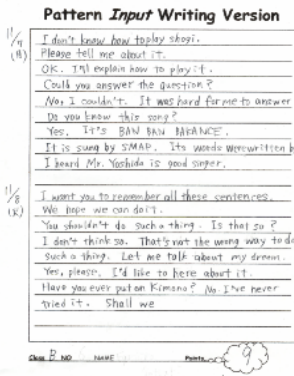 Pattern Input Writing Version
11/7
(月)
I don't know how to play shogi.
Please tell me about it.
OK. I'll explain how to play it.
Could you answer the question?
No, I couldn't. It was hard for me to answer
Do you know this song?
Yes. It's BAN BAN BAKANCE.
It is sung by SMAP. Its words were written b
I heard Mr. Yoshida is good singer.
11/8
(火)
I want you to remember all these sentences.
We hope we can do it.
You shouldn't do such a thing. Is that so?
I don't think so. That's not the wrong way to do
such a thing. Let me talk about my dream.
Yes, please. I'd like to here about it.
Have you ever put on Kimono? No. I've never
tried it. Shall we
Class B NO NAME Points 9